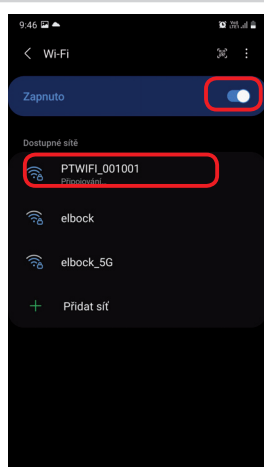 9:46
Wi-Fi
Zapnuto
Dostupné sítě
PTWIFI_001001
Připojování...
elbock
elbock_5G
Přidat síť